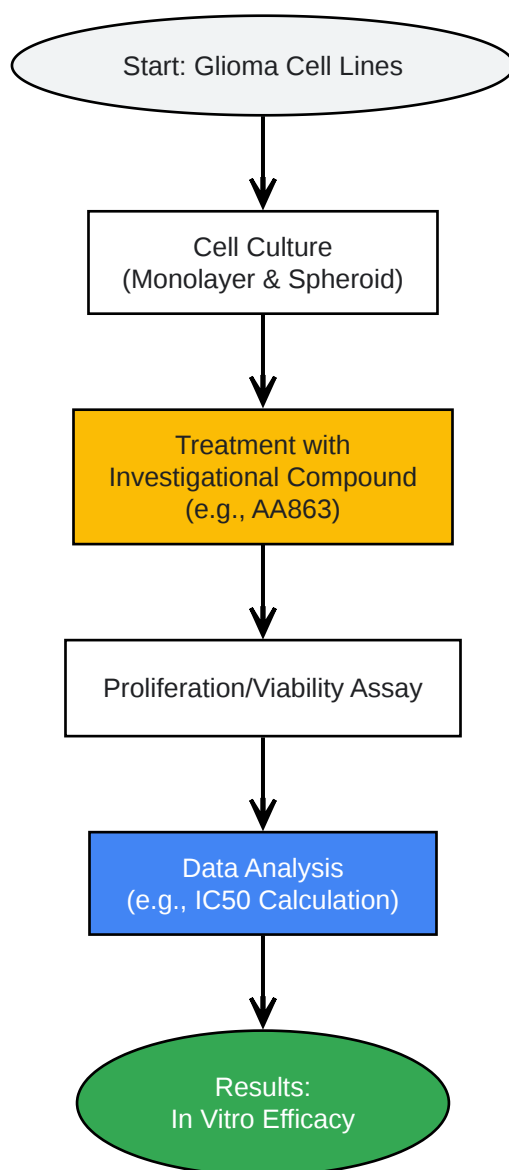 Start: Glioma Cell Lines
Cell Culture
(Monolayer & Spheroid)
Treatment with
Investigational Compound
(e.g., AA863)
Proliferation/Viability Assay
Data Analysis
(e.g., IC50 Calculation)
Results:
In Vitro Efficacy